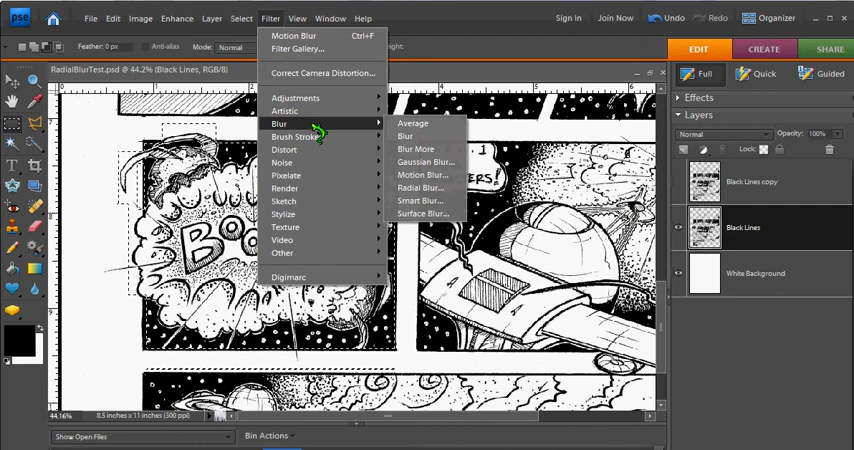 pse File Edit Image Enhance Layer Select Filter View Window Help Sign In Join Now Undo Redo Organizer
Feather: 0 px Anti-alias Mode: Normal Height:
EDIT CREATE SHARE
Full Quick Guided
Effects
Layers
Normal Opacity: 100%
Lock:
Black Lines copy
Black Lines
White Background
RadialBlurTest.psd @ 44.2% (Black Lines, RGB/8)
Motion Blur Ctrl+F
Filter Gallery...
Correct Camera Distortion...
Adjustments
Artistic
Blur
Brush Stroke
Distort
Noise
Pixelate
Render
Sketch
Stylize
Texture
Video
Other
Digimarc
Average
Blur
Blur More
Gaussian Blur...
Motion Blur...
Radial Blur...
Smart Blur...
Surface Blur...
44.16% 8.5 inches x 11 inches (300 ppi)
Show Open Files Bin Actions